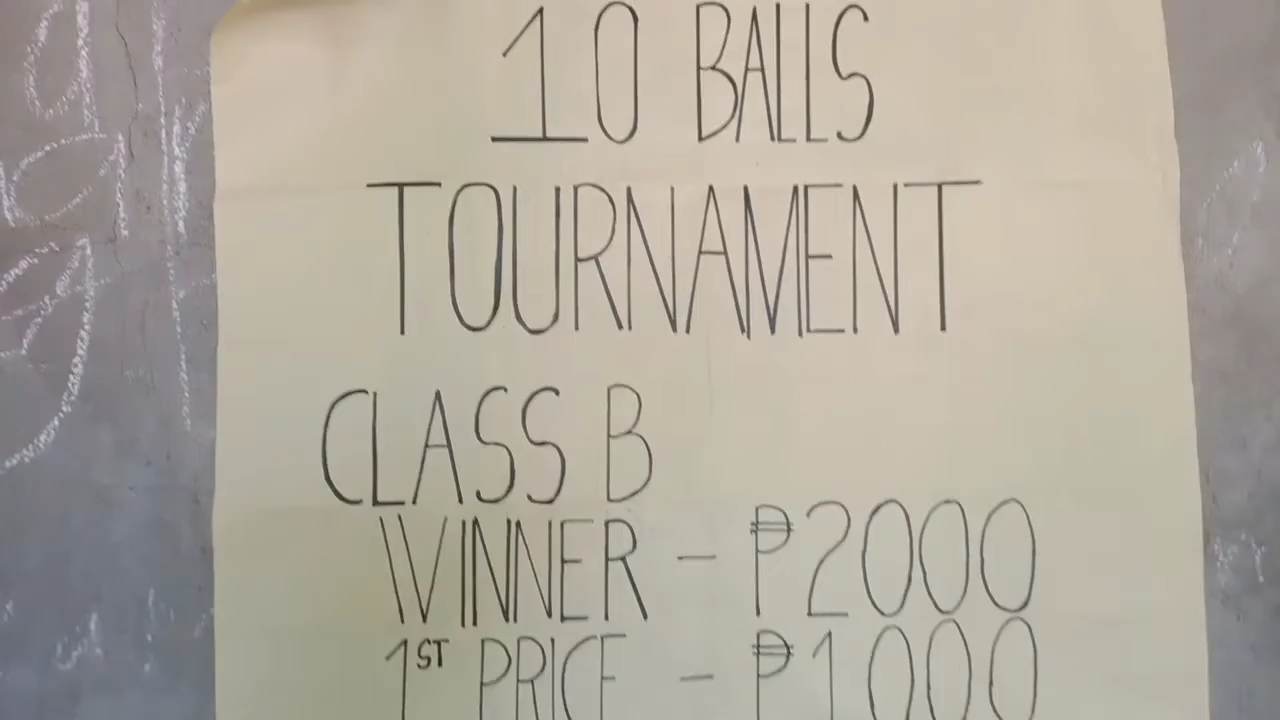 10 BALLS
TOURNAMENT
CLASS B
WINNER - ₱2000
1ST PRICE - ₱1000